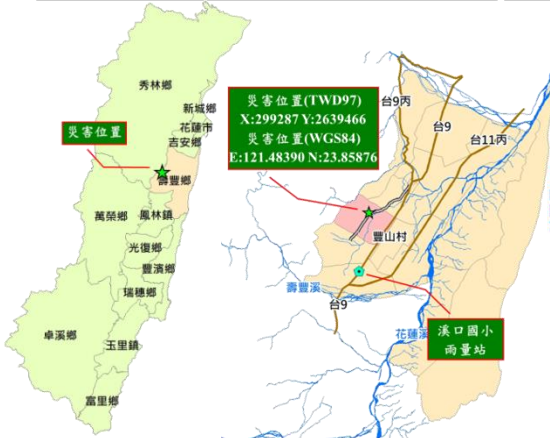 秀林鄉
新城鄉
花蓮市
吉安鄉
災害位置
壽豐鄉
萬榮鄉
鳳林鎮
光復鄉
豐濱鄉
瑞穗鄉
卓溪鄉
玉里鎮
富里鄉
災害位置(TWD97)
X:299287 Y:2639466
災害位置(WGS84)
E:121.48390 N:23.85876
台9丙
台9
台11丙
豐山村
壽豐溪
台9
花蓮溪
溪口國小
雨量站